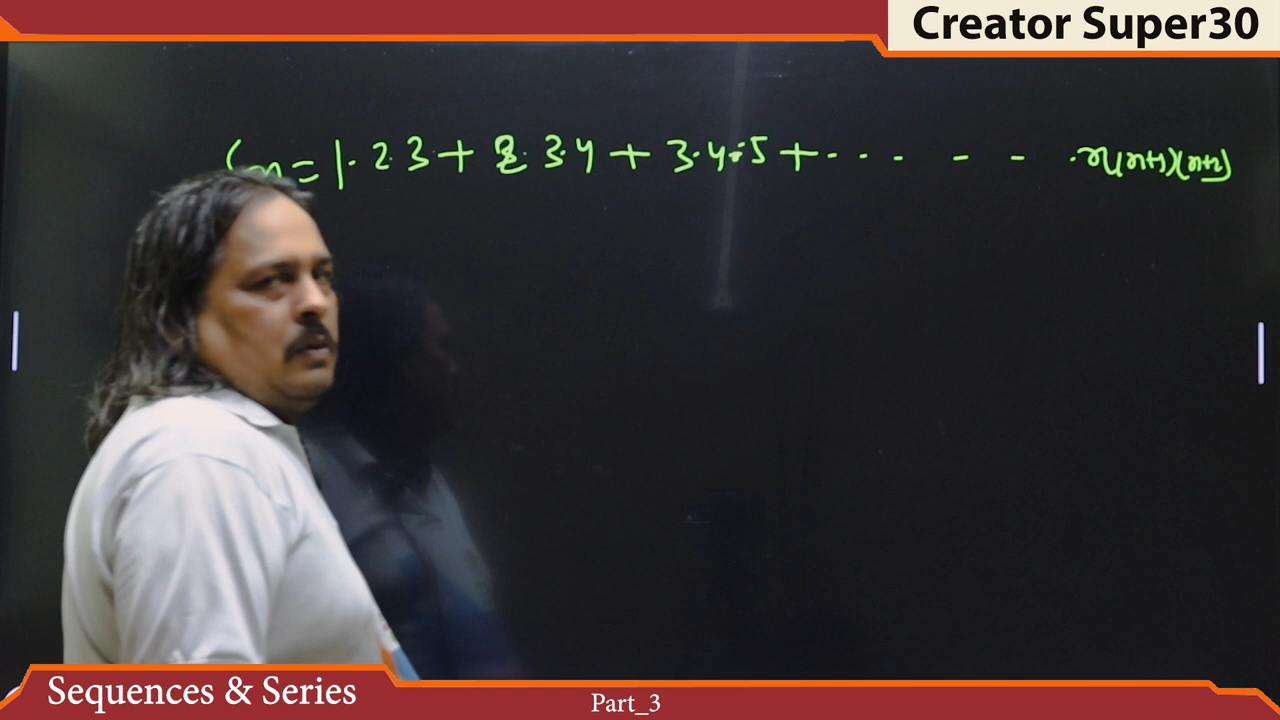 Creator Super30
Sn = 1·2·3 + 2·3·4 + 3·4·5 + · · · - - · n(n+1)(n+2)
Sequences & Series
Part_3